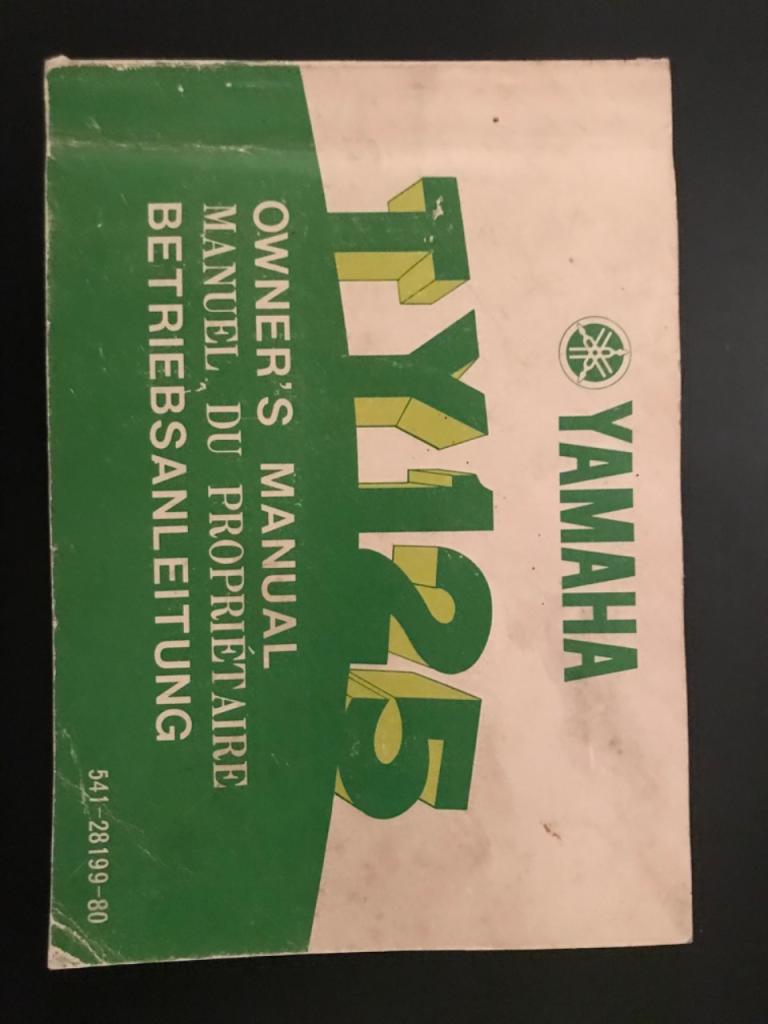 YAMAHA
TY125
OWNER'S MANUAL
MANUEL DU PROPRIÉTAIRE
BETRIEBSANLEITUNG
541-28199-80